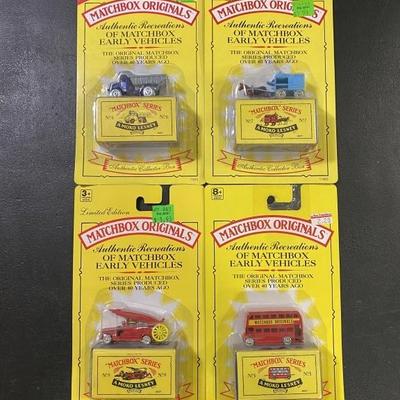 MATCHBOX ORIGINALS
Authentic Recreations
OF MATCHBOX
EARLY VEHICLES
THE ORIGINAL MATCHBOX
SERIES PRODUCED
OVER 40 YEARS AGO
"MATCHBOX" SERIES
A MOKO LESNEY
Authentic Collector Box
MATCHBOX ORIGINALS
Authentic Recreations
OF MATCHBOX
EARLY VEHICLES
THE ORIGINAL MATCHBOX
SERIES PRODUCED
OVER 40 YEARS AGO
"MATCHBOX" SERIES
A MOKO LESNEY
Authentic Collector Box
3+
Limited Edition
MATCHBOX ORIGINALS
Authentic Recreations
OF MATCHBOX
EARLY VEHICLES
THE ORIGINAL MATCHBOX
SERIES PRODUCED
OVER 40 YEARS AGO
"MATCHBOX" SERIES
A MOKO LESNEY
8+
MATCHBOX ORIGINALS
Authentic Recreations
OF MATCHBOX
EARLY VEHICLES
THE ORIGINAL MATCHBOX
SERIES PRODUCED
OVER 40 YEARS AGO
MATCHBOX ORIGINALS
"MATCHBOX" SERIES
A MOKO LESNEY